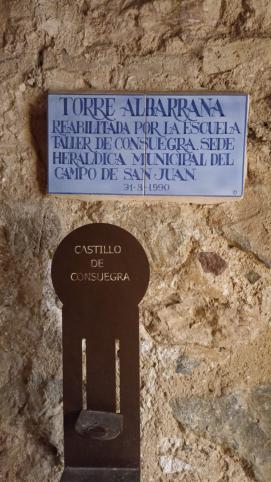 TORRE ALBARRANA
REABILITADA POR LA ESCUELA
TALLER DE CONSUEGRA. SEDE
HERALDICA MUNICIPAL DEL
CAMPO DE SAN JUAN
31-8-1990
CASTILLO
DE
CONSUEGRA